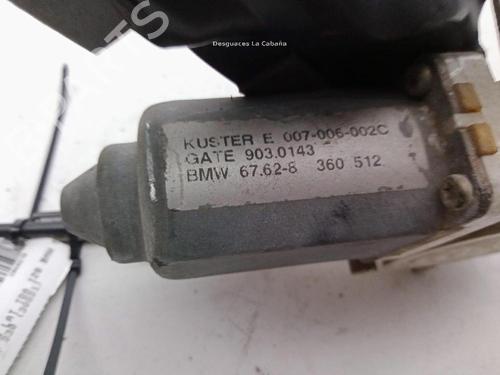 Desguaces La Cabaña
KUSTER E 007-006-002C
GATE 903.0143
BMW 67.62-8 360 512